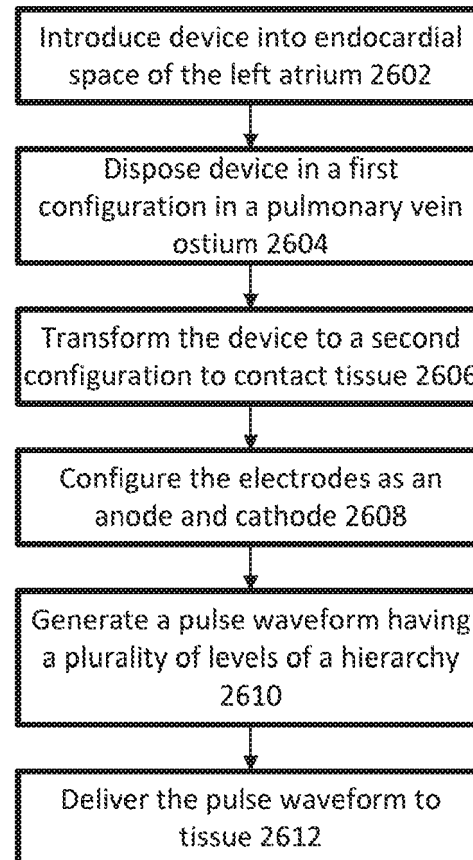 Introduce device into endocardial
space of the left atrium 2602
Dispose device in a first
configuration in a pulmonary vein
ostium 2604
Transform the device to a second
configuration to contact tissue 2606
Configure the electrodes as an
anode and cathode 2608
Generate a pulse waveform having
a plurality of levels of a hierarchy
2610
Deliver the pulse waveform to
tissue 2612